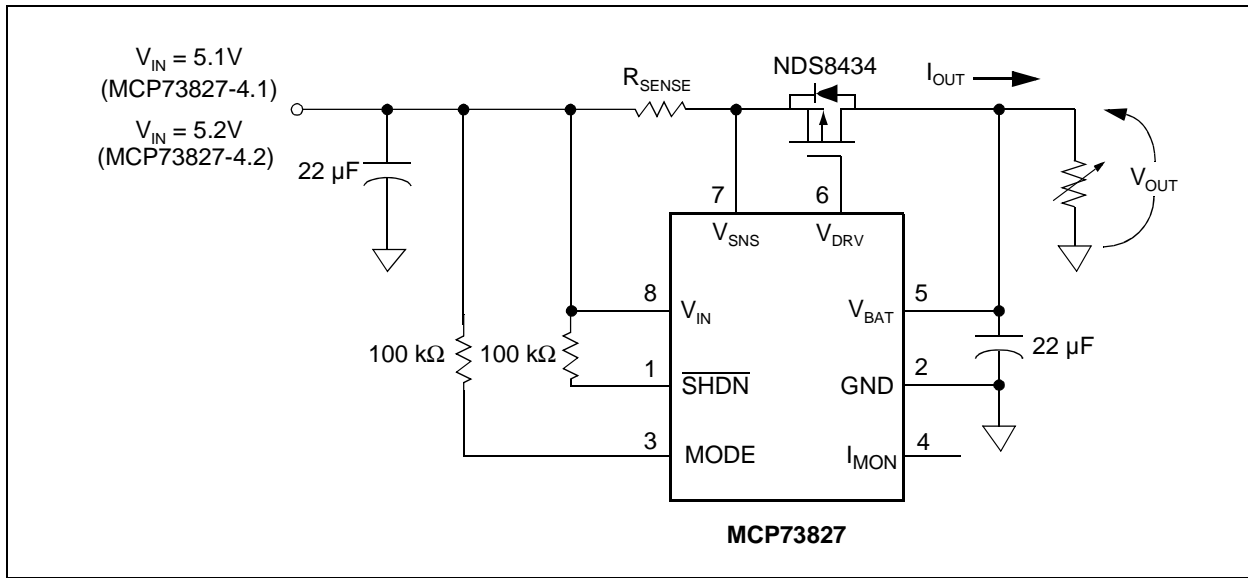 V_IN = 5.1V
(MCP73827-4.1)
V_IN = 5.2V
(MCP73827-4.2)
22 µF
R_SENSE
NDS8434
I_OUT
V_OUT
7
6
V_SNS
V_DRV
8
V_IN
V_BAT
5
100 kΩ
100 kΩ
22 µF
1
SHDN
GND
2
3
MODE
I_MON
4
MCP73827